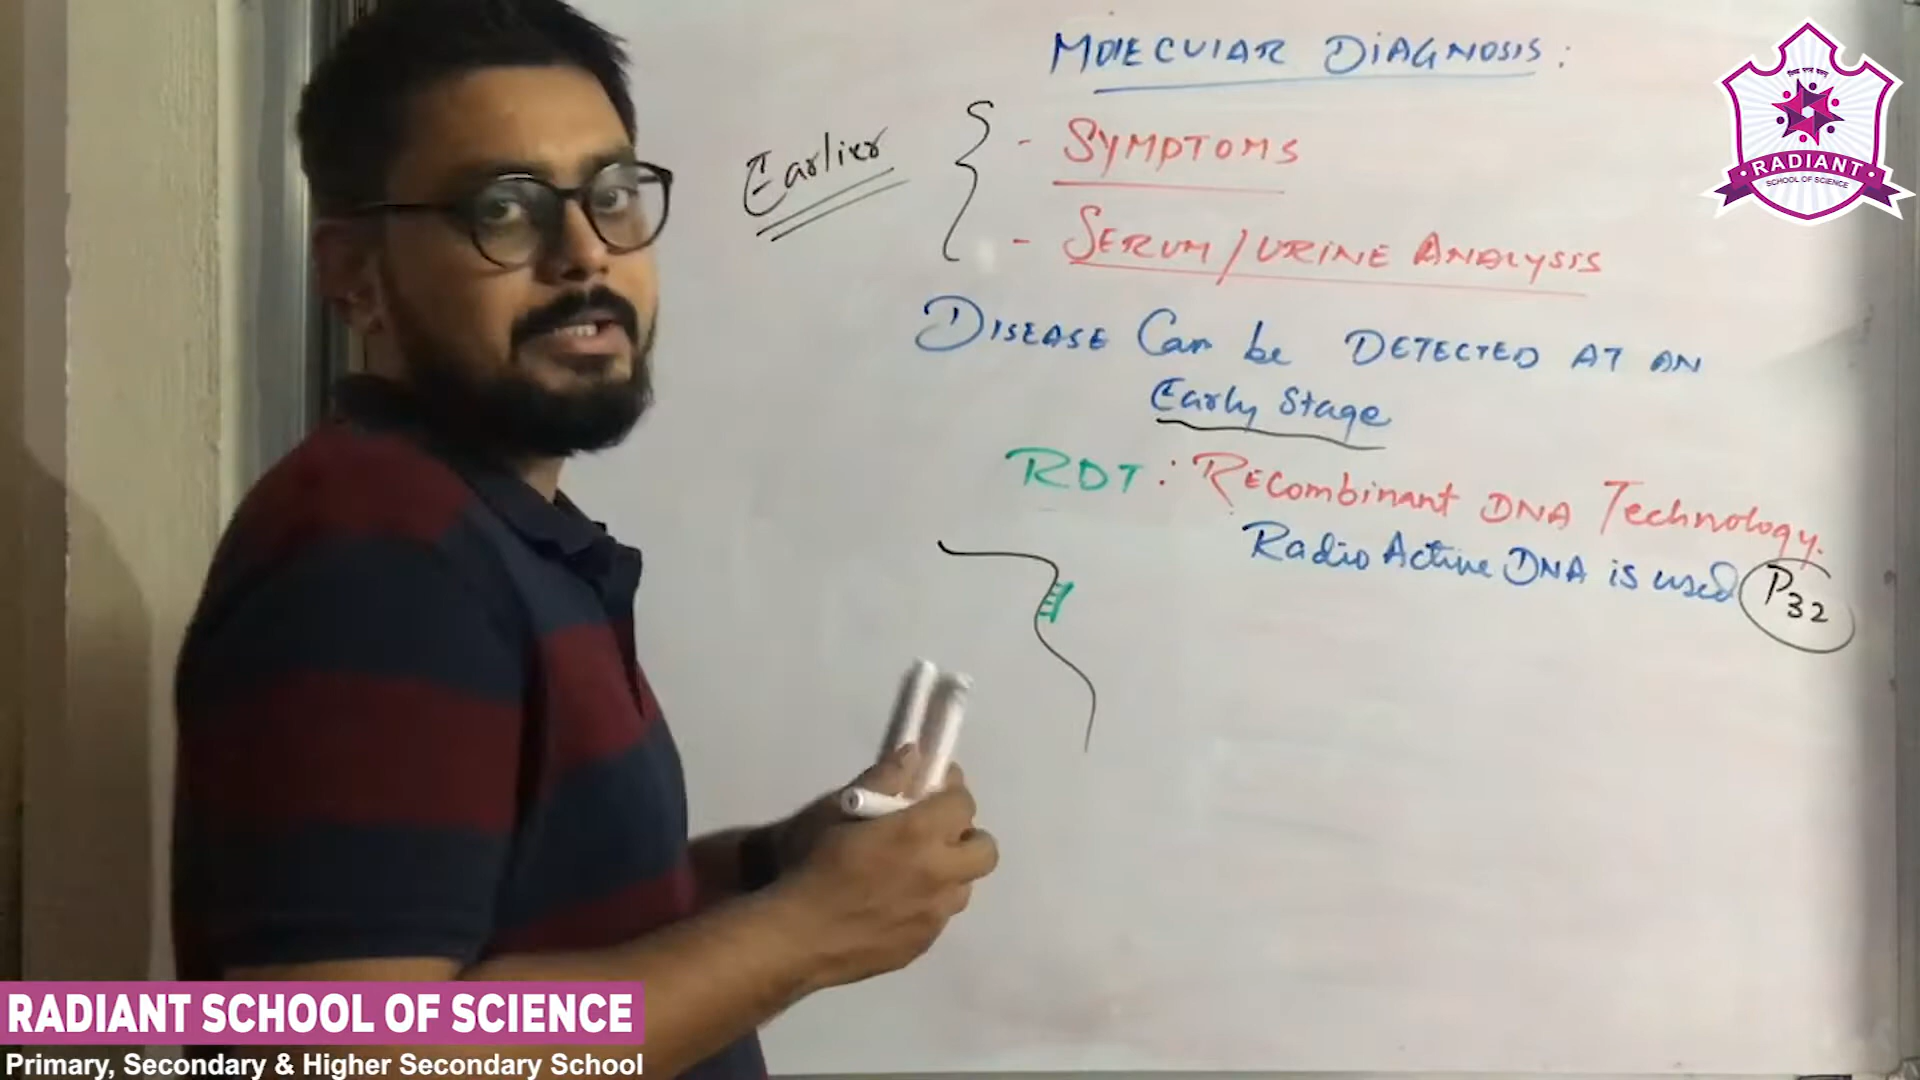 MOLECULAR DIAGNOSIS:
Earlier
- SYMPTOMS
- SERUM/URINE ANALYSIS
DISEASE Can be DETECTED AT AN
Early Stage
RDT: RECombinant DNA Technology.
Radio Active DNA is used P32
RADIANT
SCHOOL OF SCIENCE
RADIANT SCHOOL OF SCIENCE
Primary, Secondary & Higher Secondary School